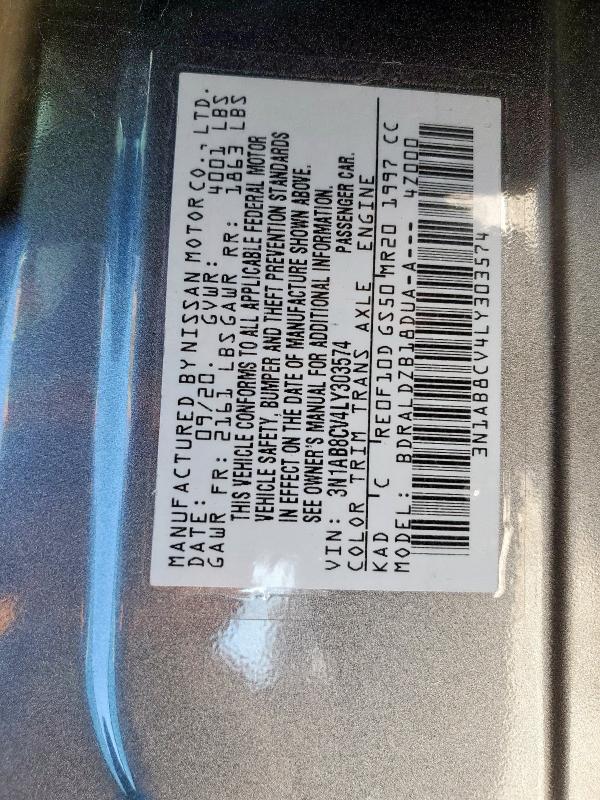 MANUFACTURED BY NISSAN MOTOR CO., LTD.
DATE: 09/20 GVWR: 4001 LBS
GAWR FR: 2161 LBS GAWR RR: 1863 LBS
THIS VEHICLE CONFORMS TO ALL APPLICABLE FEDERAL MOTOR
VEHICLE SAFETY, BUMPER AND THEFT PREVENTION STANDARDS
IN EFFECT ON THE DATE OF MANUFACTURE SHOWN ABOVE.
SEE OWNER'S MANUAL FOR ADDITIONAL INFORMATION.
VIN: 3N1AB8CV4LY303574 PASSENGER CAR.
COLOR TRIM TRANS AXLE ENGINE
KAD C RE0F10D GS50 MR20 1997 CC
MODEL: BDRALDZB18DUA-A---- 4Z000
3N1AB8CV4LY303574